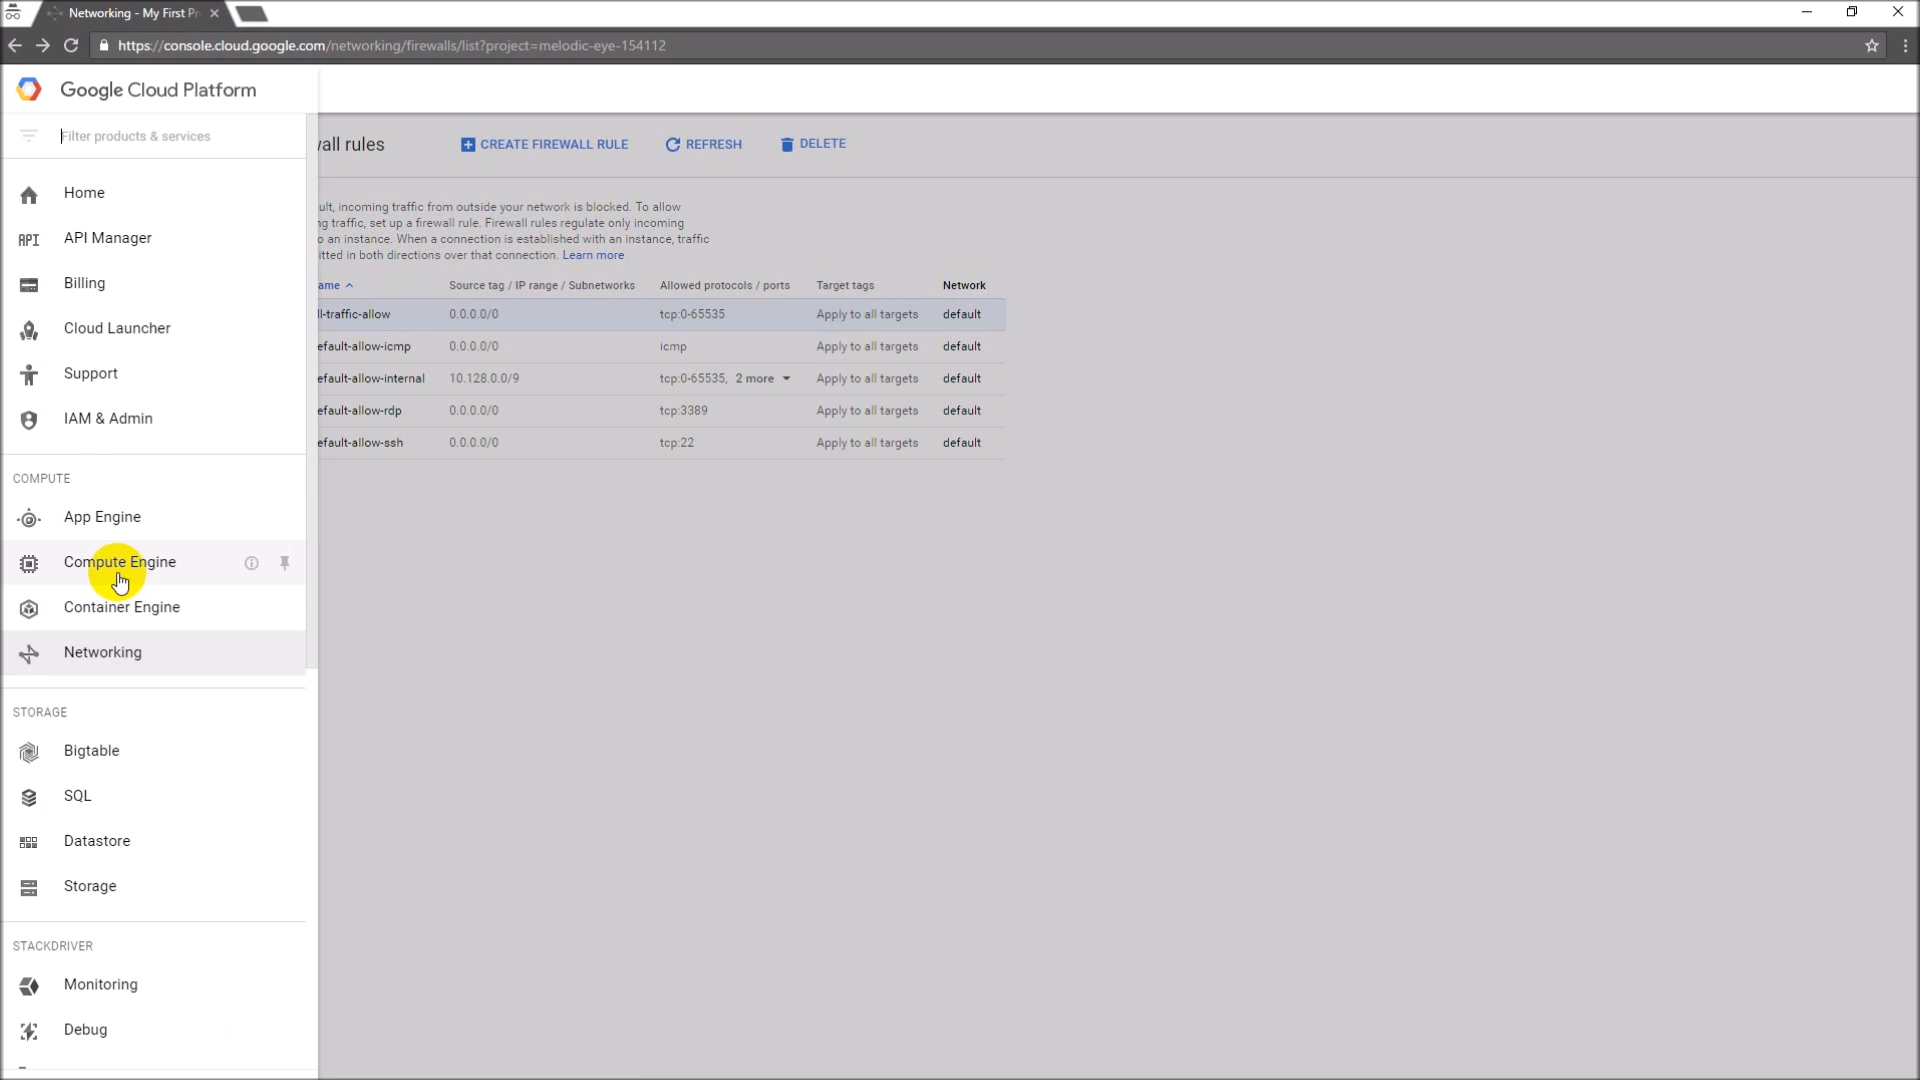 Networking - My First Pr
https://console.cloud.google.com/networking/firewalls/list?project=melodic-eye-154112
Google Cloud Platform
Filter products & services
Home
API Manager
Billing
Cloud Launcher
Support
IAM & Admin
COMPUTE
App Engine
Compute Engine
Container Engine
Networking
STORAGE
Bigtable
SQL
Datastore
Storage
STACKDRIVER
Monitoring
Debug
wall rules CREATE FIREWALL RULE REFRESH DELETE
ult, incoming traffic from outside your network is blocked. To allow
ng traffic, set up a firewall rule. Firewall rules regulate only incoming
o an instance. When a connection is established with an instance, traffic
itted in both directions over that connection. Learn more
ame Source tag / IP range / Subnetworks Allowed protocols / ports Target tags Network
ll-traffic-allow 0.0.0.0/0 tcp:0-65535 Apply to all targets default
efault-allow-icmp 0.0.0.0/0 icmp Apply to all targets default
efault-allow-internal 10.128.0.0/9 tcp:0-65535, 2 more Apply to all targets default
efault-allow-rdp 0.0.0.0/0 tcp:3389 Apply to all targets default
efault-allow-ssh 0.0.0.0/0 tcp:22 Apply to all targets default